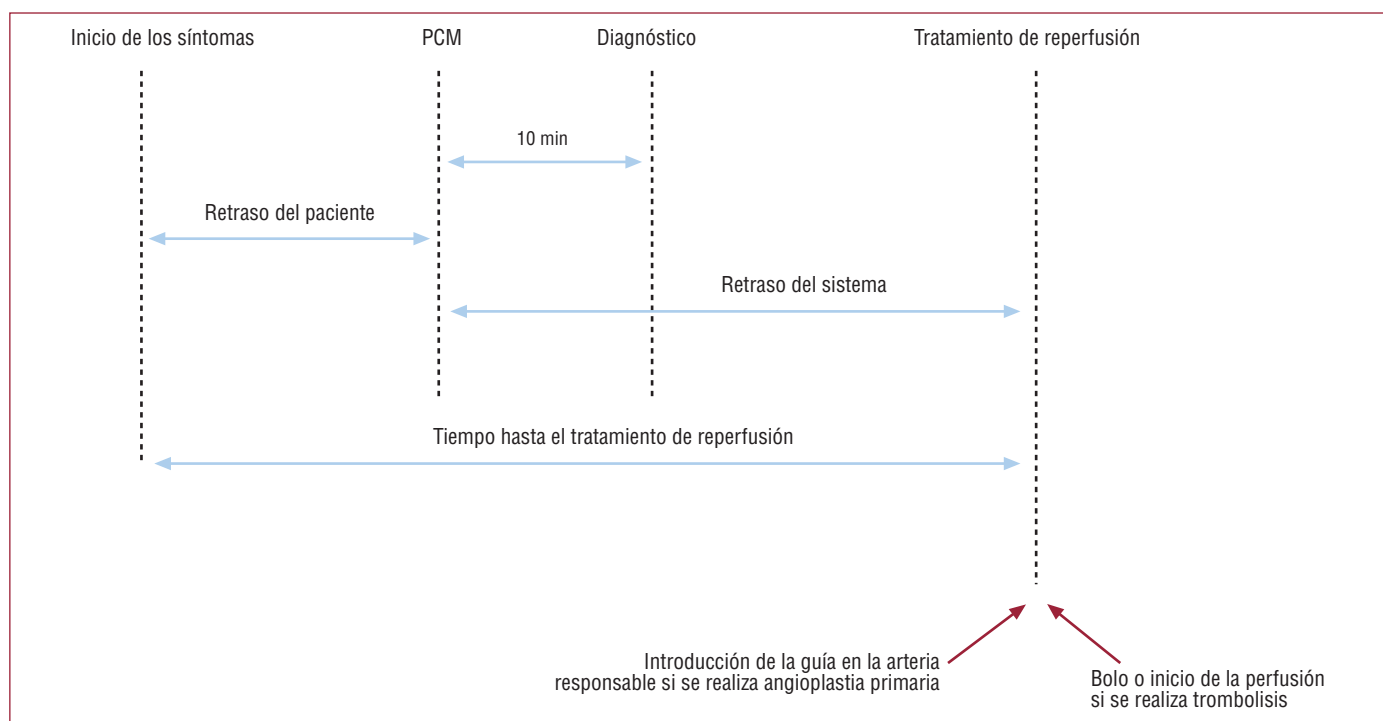 Inicio de los síntomas
PCM
Diagnóstico
Tratamiento de reperfusión
10 min
Retraso del paciente
Retraso del sistema
Tiempo hasta el tratamiento de reperfusión
Introducción de la guía en la arteria
responsable si se realiza angioplastia primaria
Bolo o inicio de la perfusión
si se realiza trombolisis